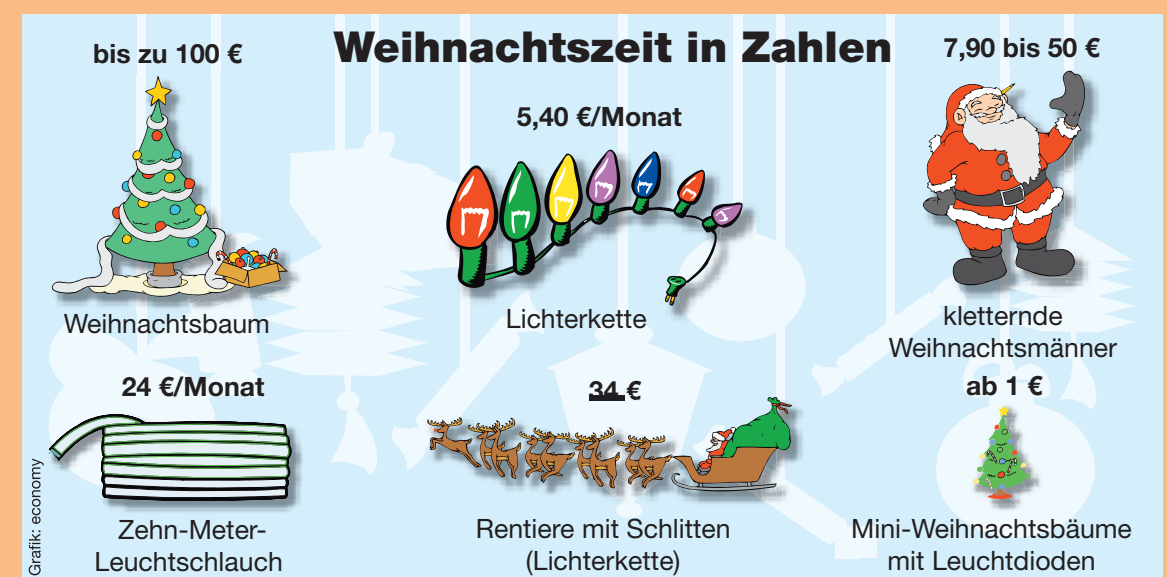 Weihnachtszeit in Zahlen
bis zu 100 €
Weihnachtsbaum
5,40 €/Monat
Lichterkette
7,90 bis 50 €
kletternde
Weihnachtsmänner
24 €/Monat
Zehn-Meter-
Leuchtschlauch
34 €
Rentiere mit Schlitten
(Lichterkette)
ab 1 €
Mini-Weihnachtsbäume
mit Leuchtdioden
Grafik: economy